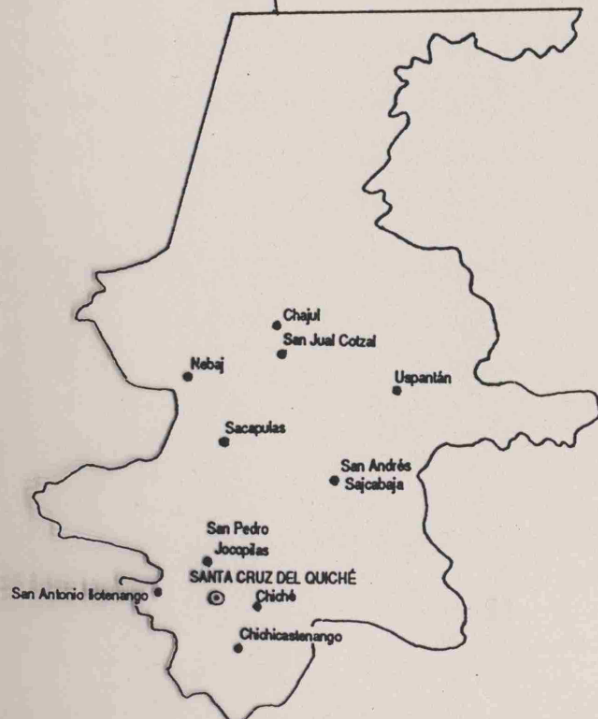 Chajul
San Jual Cotzal
Nebaj
Uspantán
Sacapulas
San Andrés
Sajcabaja
San Pedro
Jocopilas
SANTA CRUZ DEL QUICHÉ
San Antonio Ilotenango
Chiché
Chichicastenango